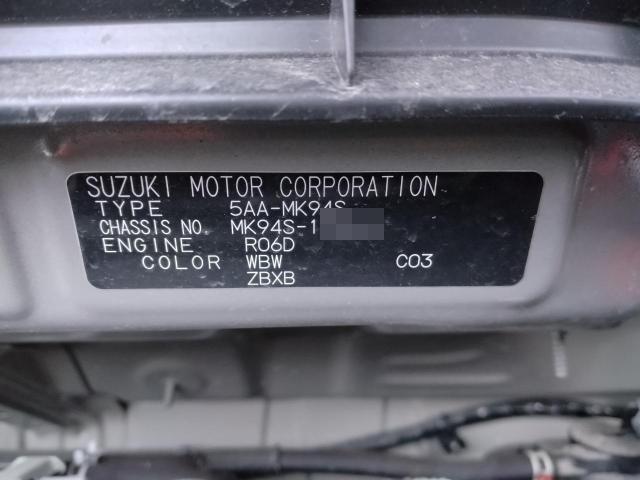 SUZUKI MOTOR CORPORATION
TYPE 5AA-MK94S
CHASSIS NO. MK94S-1
ENGINE R06D
COLOR WBW C03
ZBXB